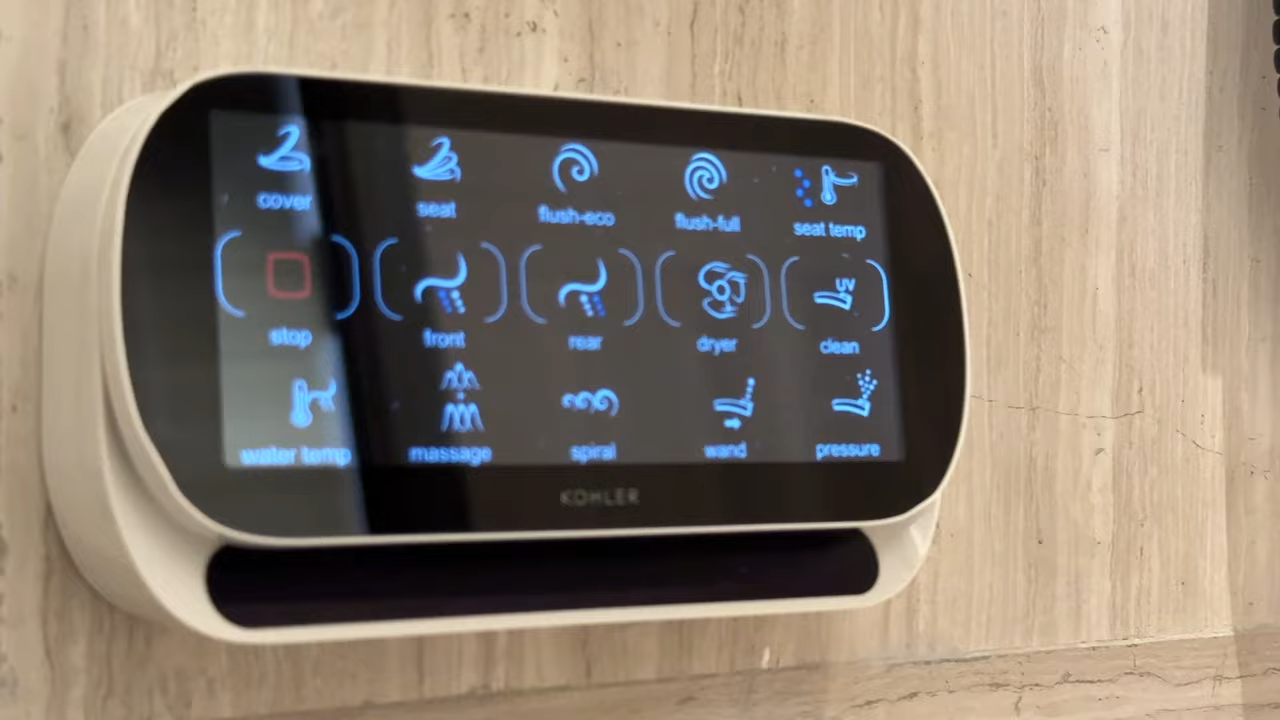 cover seat flush-eco flush-full seat temp
stop front rear dryer uv clean
water temp massage spiral wand pressure
KOHLER